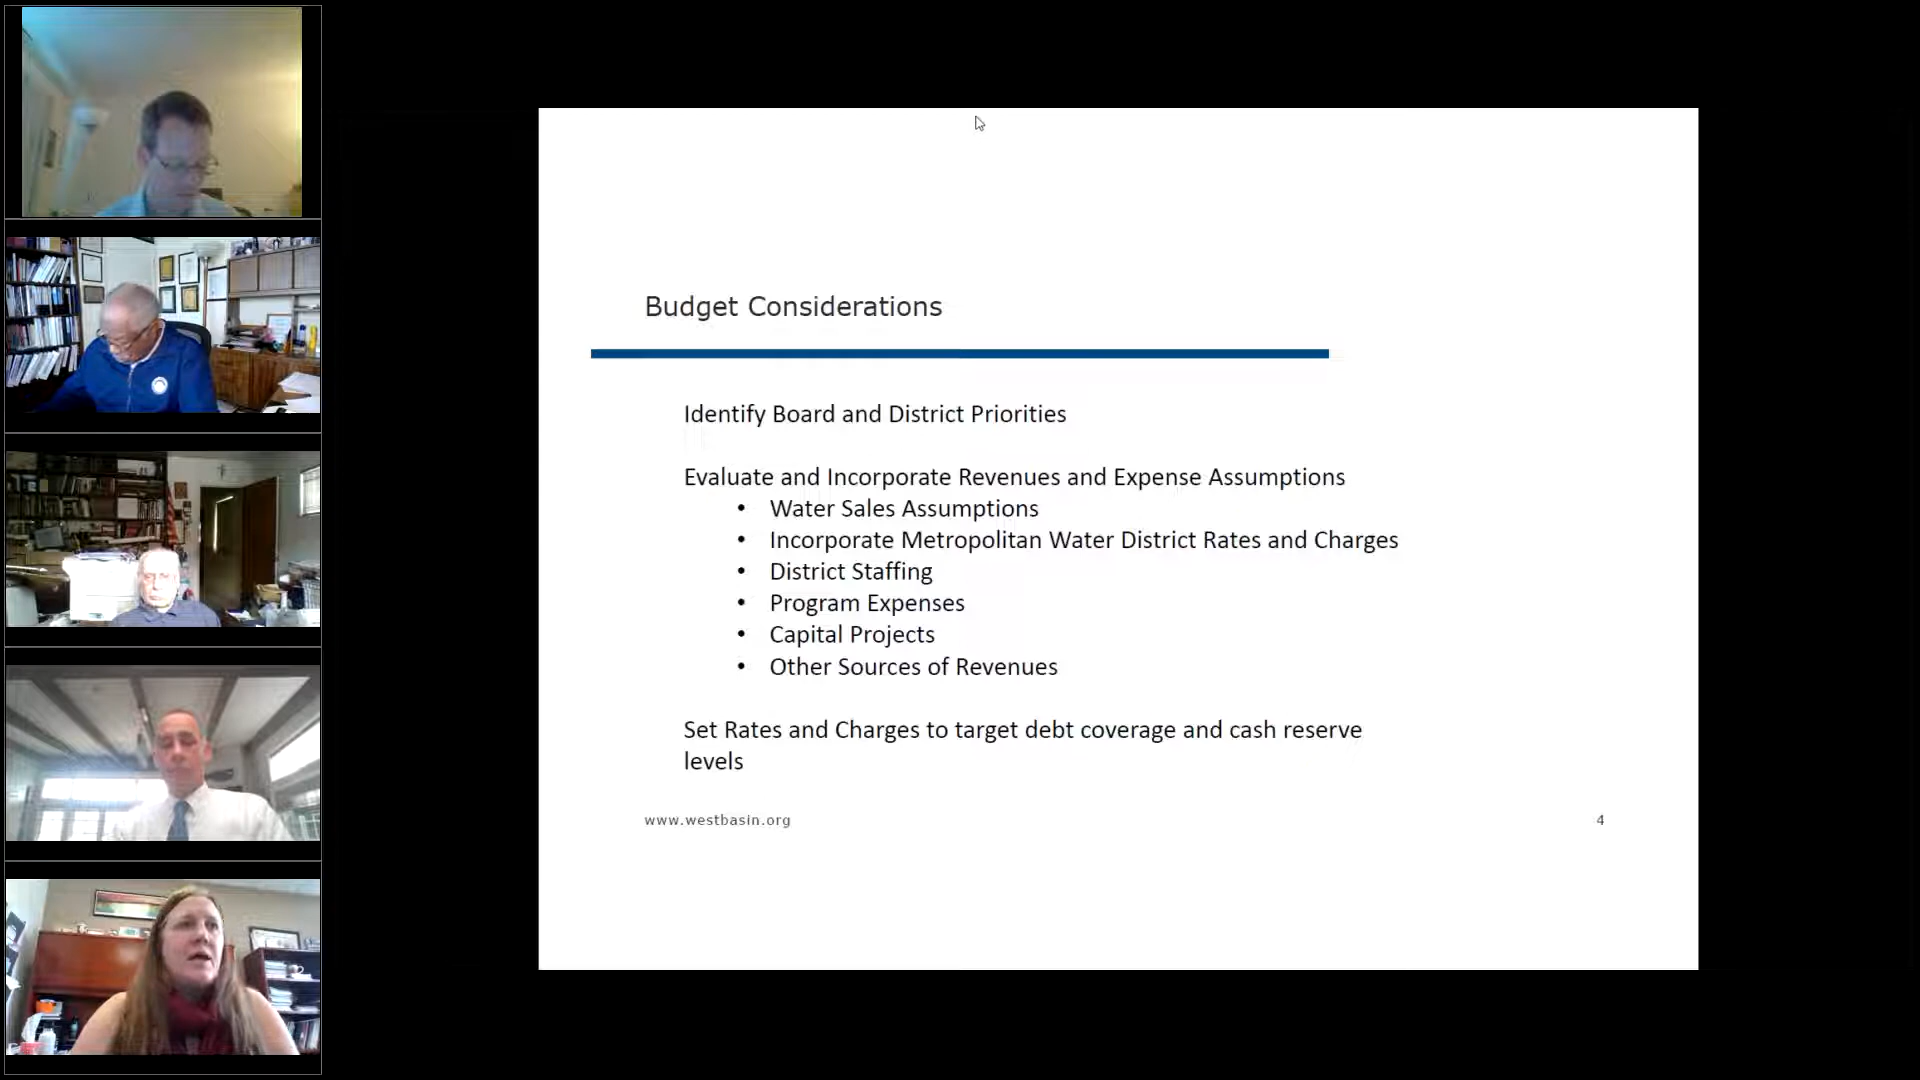 Budget Considerations
Identify Board and District Priorities
Evaluate and Incorporate Revenues and Expense Assumptions
• Water Sales Assumptions
• Incorporate Metropolitan Water District Rates and Charges
• District Staffing
• Program Expenses
• Capital Projects
• Other Sources of Revenues
Set Rates and Charges to target debt coverage and cash reserve
levels
www.westbasin.org
4